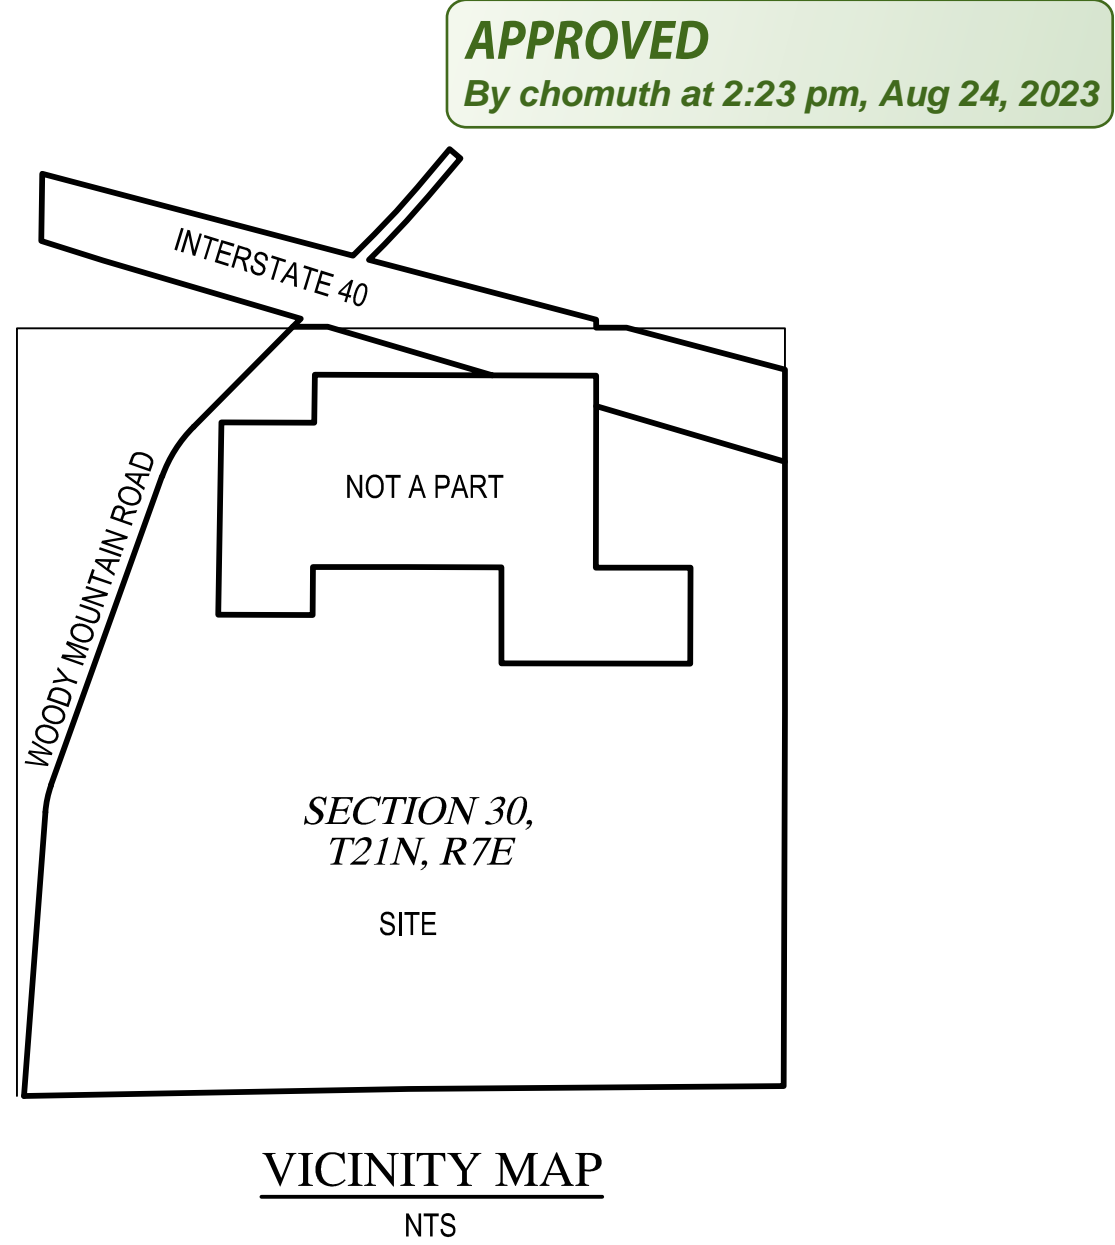 APPROVED
By chomuth at 2:23 pm, Aug 24, 2023
INTERSTATE 40
NOT A PART
WOODY MOUNTAIN ROAD
SECTION 30,
T21N, R7E
SITE
VICINITY MAP
NTS